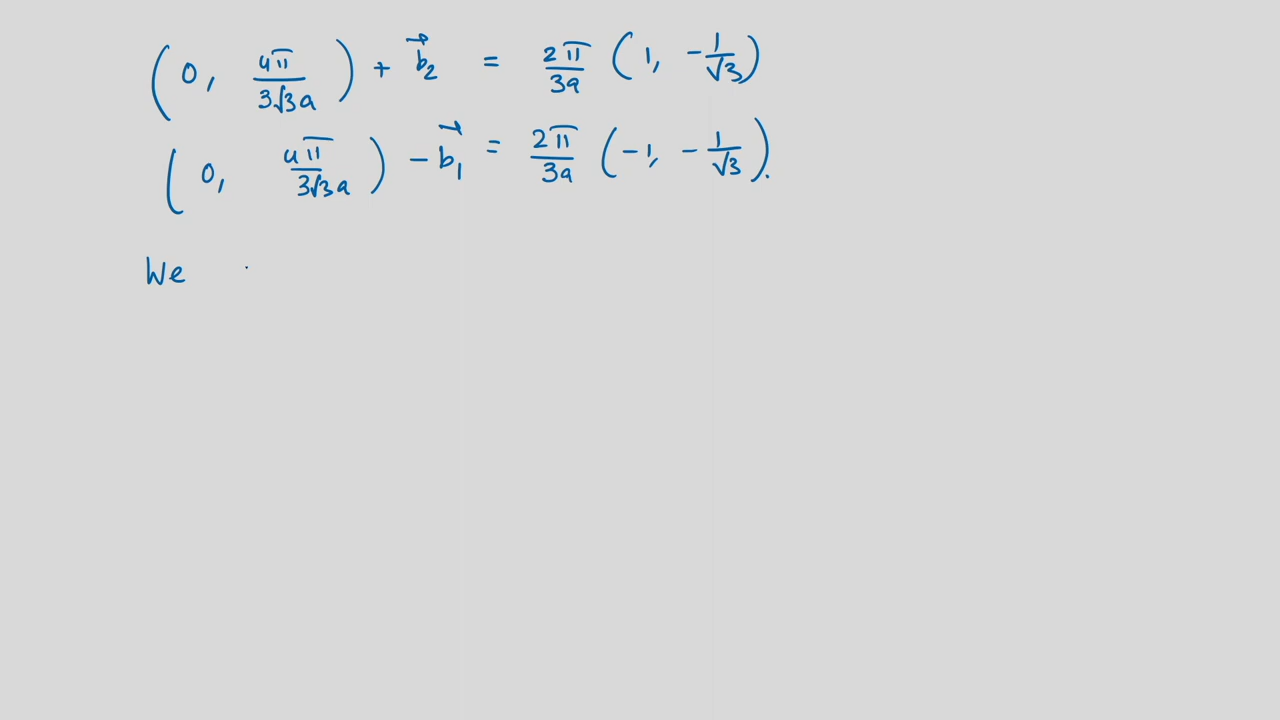 (0, 4π/3√3a) + b⃗₂ = 2π/3a (1, -1/√3)
(0, 4π/3√3a) - b⃗₁ = 2π/3a (-1, -1/√3).
We